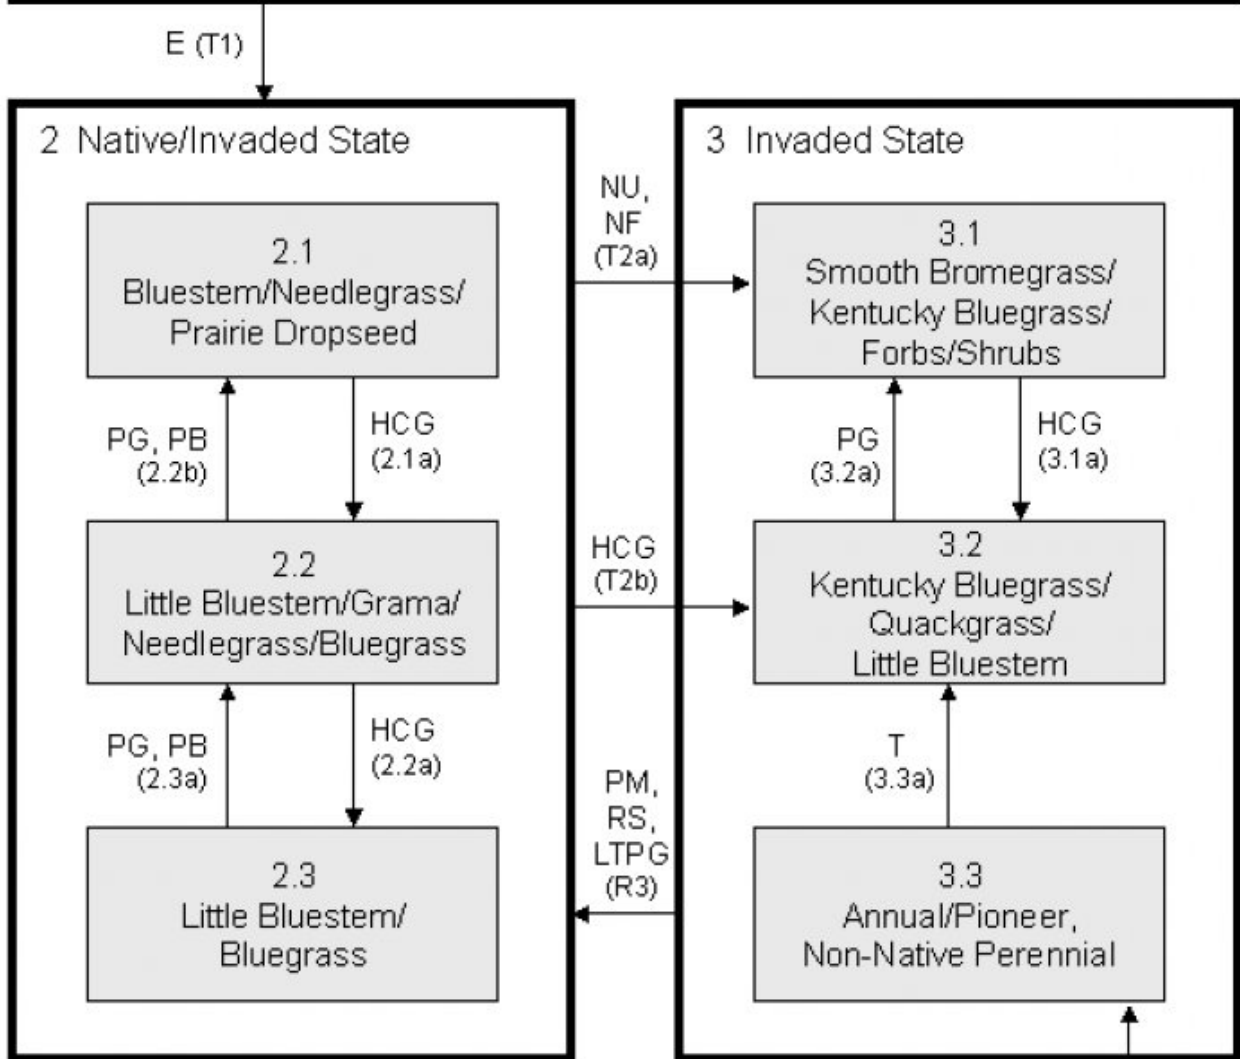 E (T1)
2 Native/Invaded State
2.1
Bluestem/Needlegrass/
Prairie Dropseed
PG, PB
(2.2b)
HCG
(2.1a)
2.2
Little Bluestem/Grama/
Needlegrass/Bluegrass
PG, PB
(2.3a)
HCG
(2.2a)
2.3
Little Bluestem/
Bluegrass
NU,
NF
(T2a)
HCG
(T2b)
PM,
RS,
LTPG
(R3)
3 Invaded State
3.1
Smooth Bromegrass/
Kentucky Bluegrass/
Forbs/Shrubs
PG
(3.2a)
HCG
(3.1a)
3.2
Kentucky Bluegrass/
Quackgrass/
Little Bluestem
T
(3.3a)
3.3
Annual/Pioneer,
Non-Native Perennial